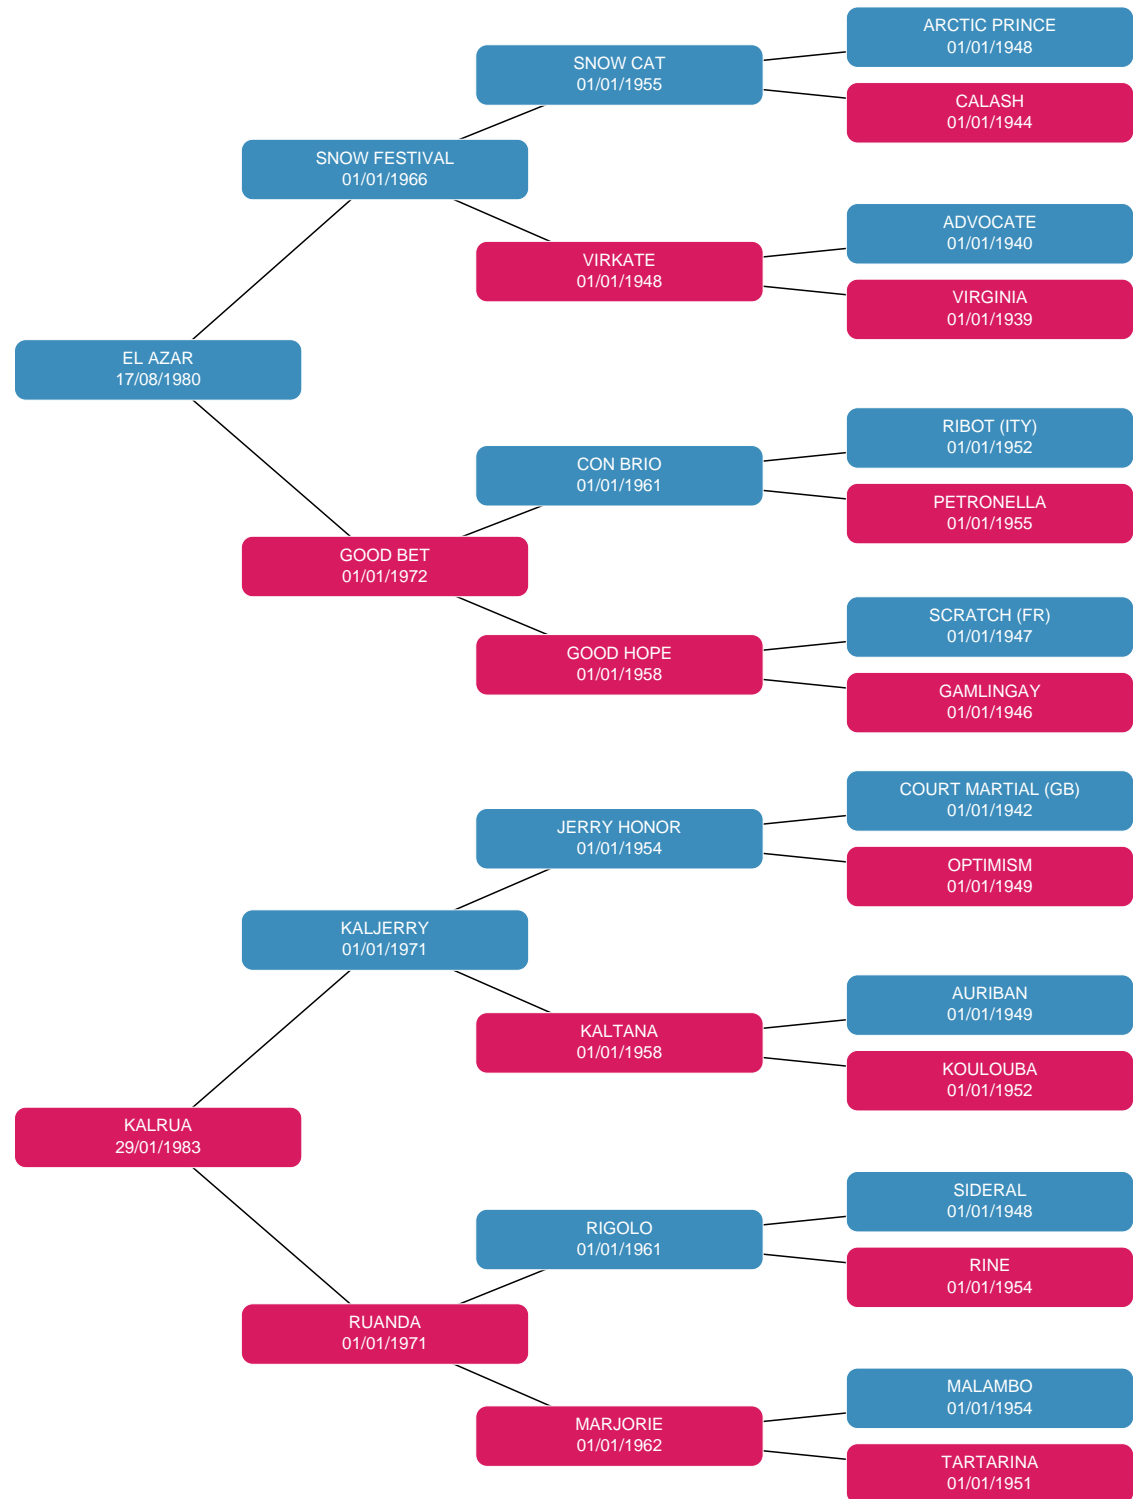 ARCTIC PRINCE
01/01/1948
SNOW CAT
01/01/1955
CALASH
01/01/1944
SNOW FESTIVAL
01/01/1966
ADVOCATE
01/01/1940
VIRKATE
01/01/1948
VIRGINIA
01/01/1939
EL AZAR
17/08/1980
RIBOT (ITY)
01/01/1952
CON BRIO
01/01/1961
PETRONELLA
01/01/1955
GOOD BET
01/01/1972
SCRATCH (FR)
01/01/1947
GOOD HOPE
01/01/1958
GAMLINGAY
01/01/1946
COURT MARTIAL (GB)
01/01/1942
JERRY HONOR
01/01/1954
OPTIMISM
01/01/1949
KALJERRY
01/01/1971
AURIBAN
01/01/1949
KALTANA
01/01/1958
KOULOUBA
01/01/1952
KALRUA
29/01/1983
SIDERAL
01/01/1948
RIGOLO
01/01/1961
RINE
01/01/1954
RUANDA
01/01/1971
MALAMBO
01/01/1954
MARJORIE
01/01/1962
TARTARINA
01/01/1951